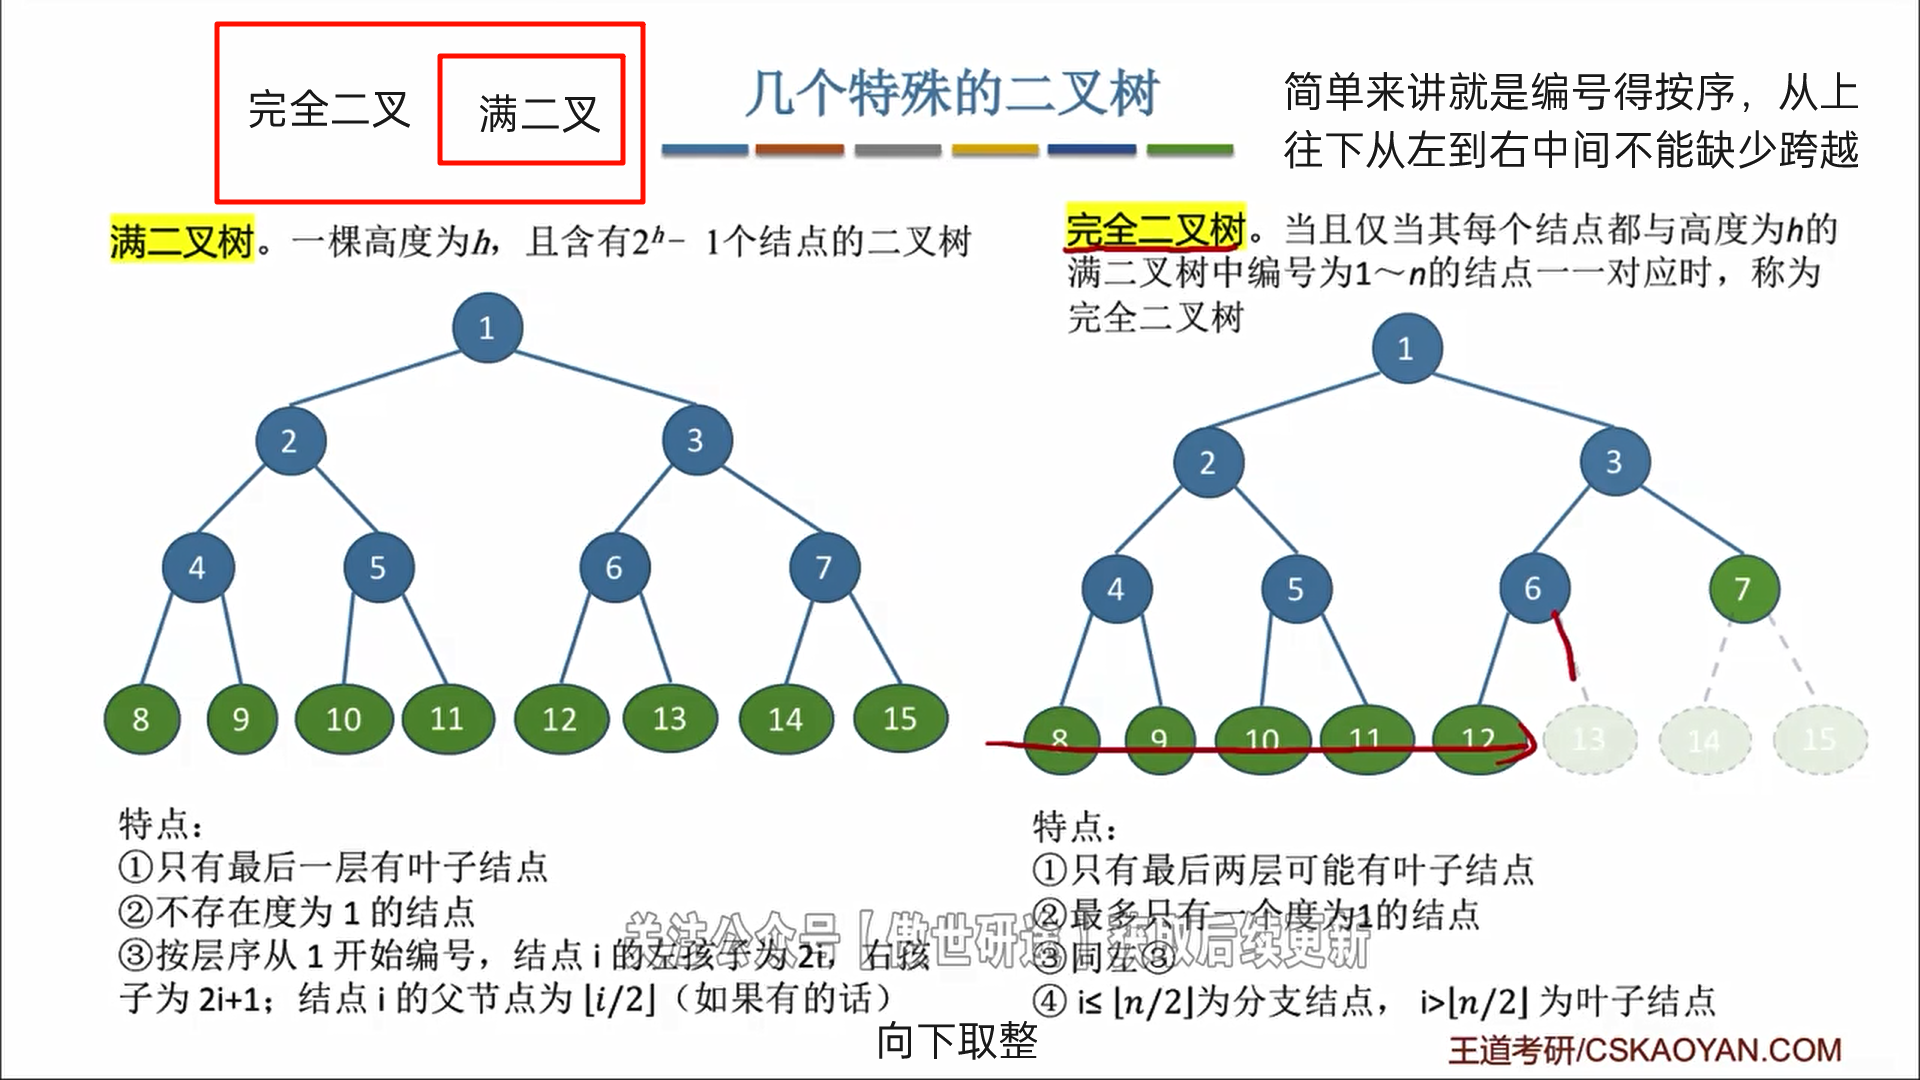 完全二叉
满二叉
几个特殊的二叉树
简单来讲就是编号得按序，从上
往下从左到右中间不能缺少跨越
满二叉树。一棵高度为h，且含有2ʰ − 1个结点的二叉树
1
2
3
4
5
6
7
8
9
10
11
12
13
14
15
特点：
①只有最后一层有叶子结点
②不存在度为 1 的结点
③按层序从 1 开始编号，结点 i 的左孩子为 2i，右孩
子为 2i+1；结点 i 的父节点为 ⌊i/2⌋（如果有的话）
向下取整
完全二叉树。当且仅当其每个结点都与高度为h的
满二叉树中编号为1～n的结点一一对应时，称为
完全二叉树
1
2
3
4
5
6
7
8
9
10
11
12
13
14
15
特点：
①只有最后两层可能有叶子结点
②最多只有一个度为1的结点
③同左③
④ i≤ ⌊n/2⌋为分支结点， i>⌊n/2⌋ 为叶子结点
关注公众号【傲世研途】获取后续更新
王道考研/CSKAOYAN.COM